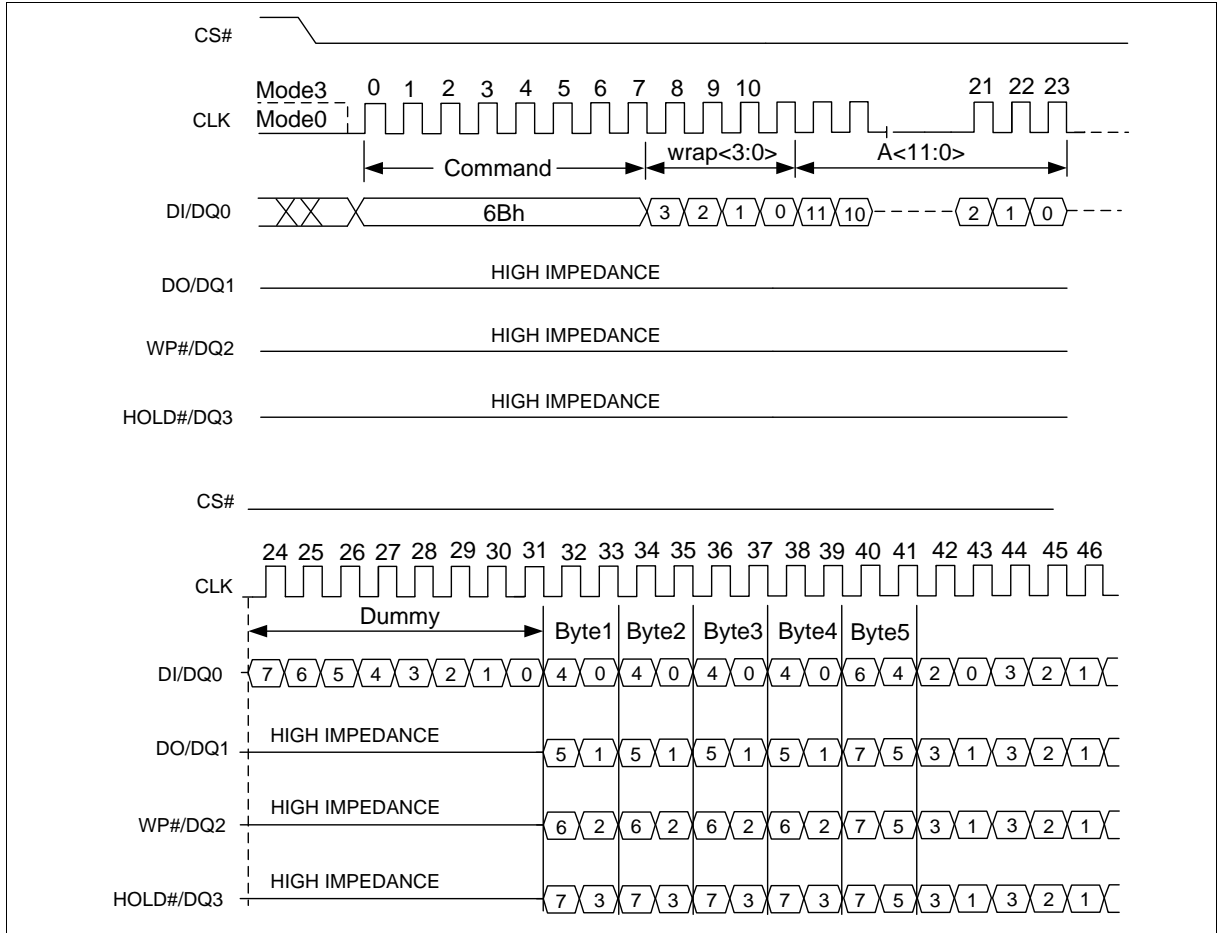 CS#
Mode3
Mode0
CLK
0 1 2 3 4 5 6 7 8 9 10 21 22 23
Command
wrap<3:0>
A<11:0>
DI/DQ0
6Bh
3 2 1 0 11 10 2 1 0
DO/DQ1
HIGH IMPEDANCE
WP#/DQ2
HIGH IMPEDANCE
HOLD#/DQ3
HIGH IMPEDANCE
CS#
24 25 26 27 28 29 30 31 32 33 34 35 36 37 38 39 40 41 42 43 44 45 46
CLK
Dummy
Byte1 Byte2 Byte3 Byte4 Byte5
DI/DQ0
7 6 5 4 3 2 1 0 4 0 4 0 4 0 4 0 6 4 2 0 3 2 1
DO/DQ1
HIGH IMPEDANCE
5 1 5 1 5 1 5 1 7 5 3 1 3 2 1
WP#/DQ2
HIGH IMPEDANCE
6 2 6 2 6 2 6 2 7 5 3 1 3 2 1
HOLD#/DQ3
HIGH IMPEDANCE
7 3 7 3 7 3 7 3 7 5 3 1 3 2 1